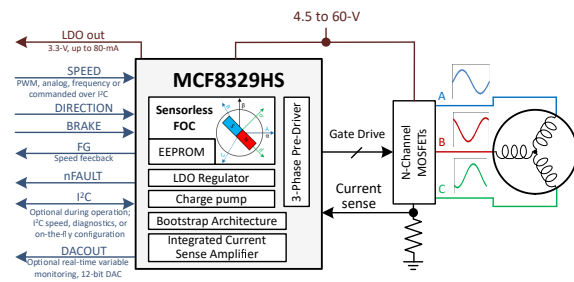 LDO out
3.3-V, up to 80-mA
4.5 to 60-V
SPEED
PWM, analog, frequency or
commanded over I²C
DIRECTION
BRAKE
FG
Speed feecback
nFAULT
I²C
Optional during operation;
I²C speed, diagnostics, or
on-the-fly configuration
DACOUT
Optional real-time variable
monitoring, 12-bit DAC
MCF8329HS
Sensorless
FOC
EEPROM
LDO Regulator
Charge pump
Bootstrap Architecture
Integrated Current
Sense Amplifier
3-Phase Pre-Driver
Gate Drive
Current
sense
N-Channel
MOSFETs
A
B
C